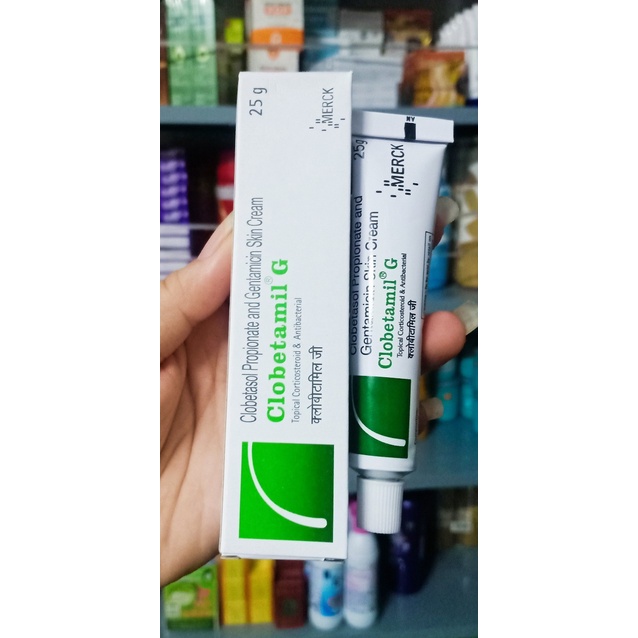 25 g
MERCK
Clobetasol Propionate and Gentamicin Skin Cream
Clobetamil® G
Topical Corticosteroid & Antibacterial
क्लोबीटामिल जी
25g
MERCK
Clobetasol Propionate and
Gentamicin Skin Cream
Clobetamil® G
Topical Corticosteroid & Antibacterial
क्लोबीटामिल जी